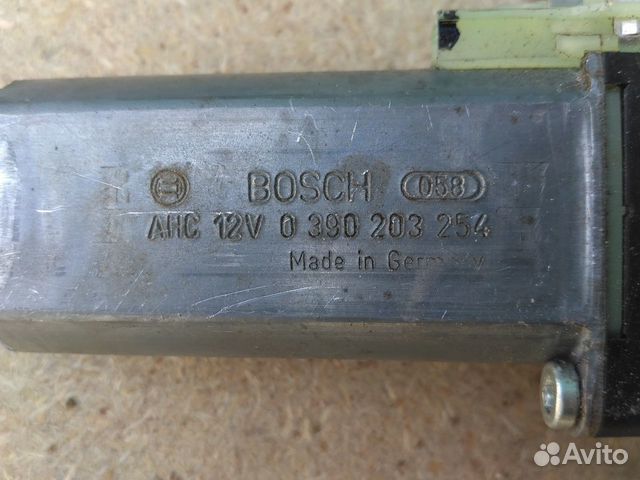 BOSCH 058
AHC 12V 0 390 203 254
Made in Germany
Avito